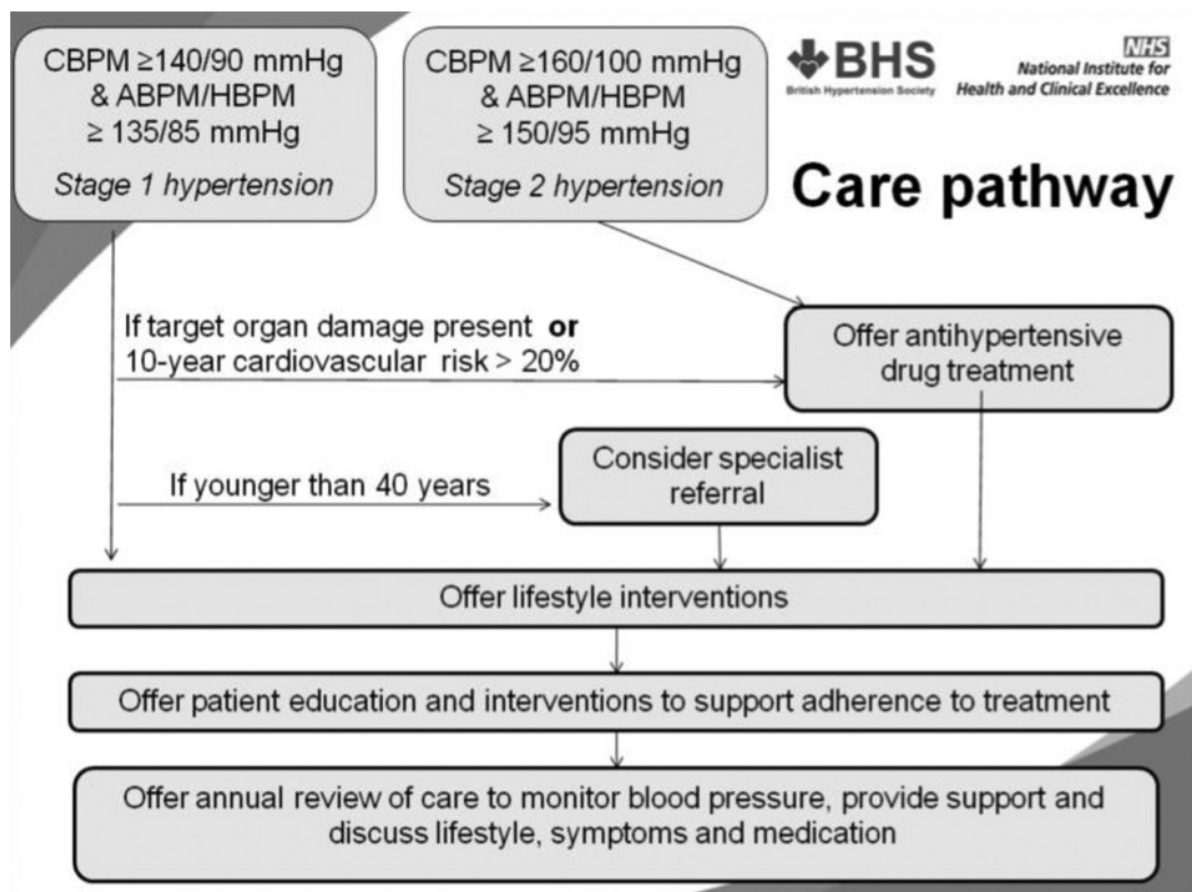 CBPM ≥140/90 mmHg
& ABPM/HBPM
≥ 135/85 mmHg
Stage 1 hypertension
CBPM ≥160/100 mmHg
& ABPM/HBPM
≥ 150/95 mmHg
Stage 2 hypertension
BHS
British Hypertension Society
NHS
National Institute for
Health and Clinical Excellence
Care pathway
If target organ damage present or
10-year cardiovascular risk > 20%
Offer antihypertensive
drug treatment
If younger than 40 years
Consider specialist
referral
Offer lifestyle interventions
Offer patient education and interventions to support adherence to treatment
Offer annual review of care to monitor blood pressure, provide support and
discuss lifestyle, symptoms and medication